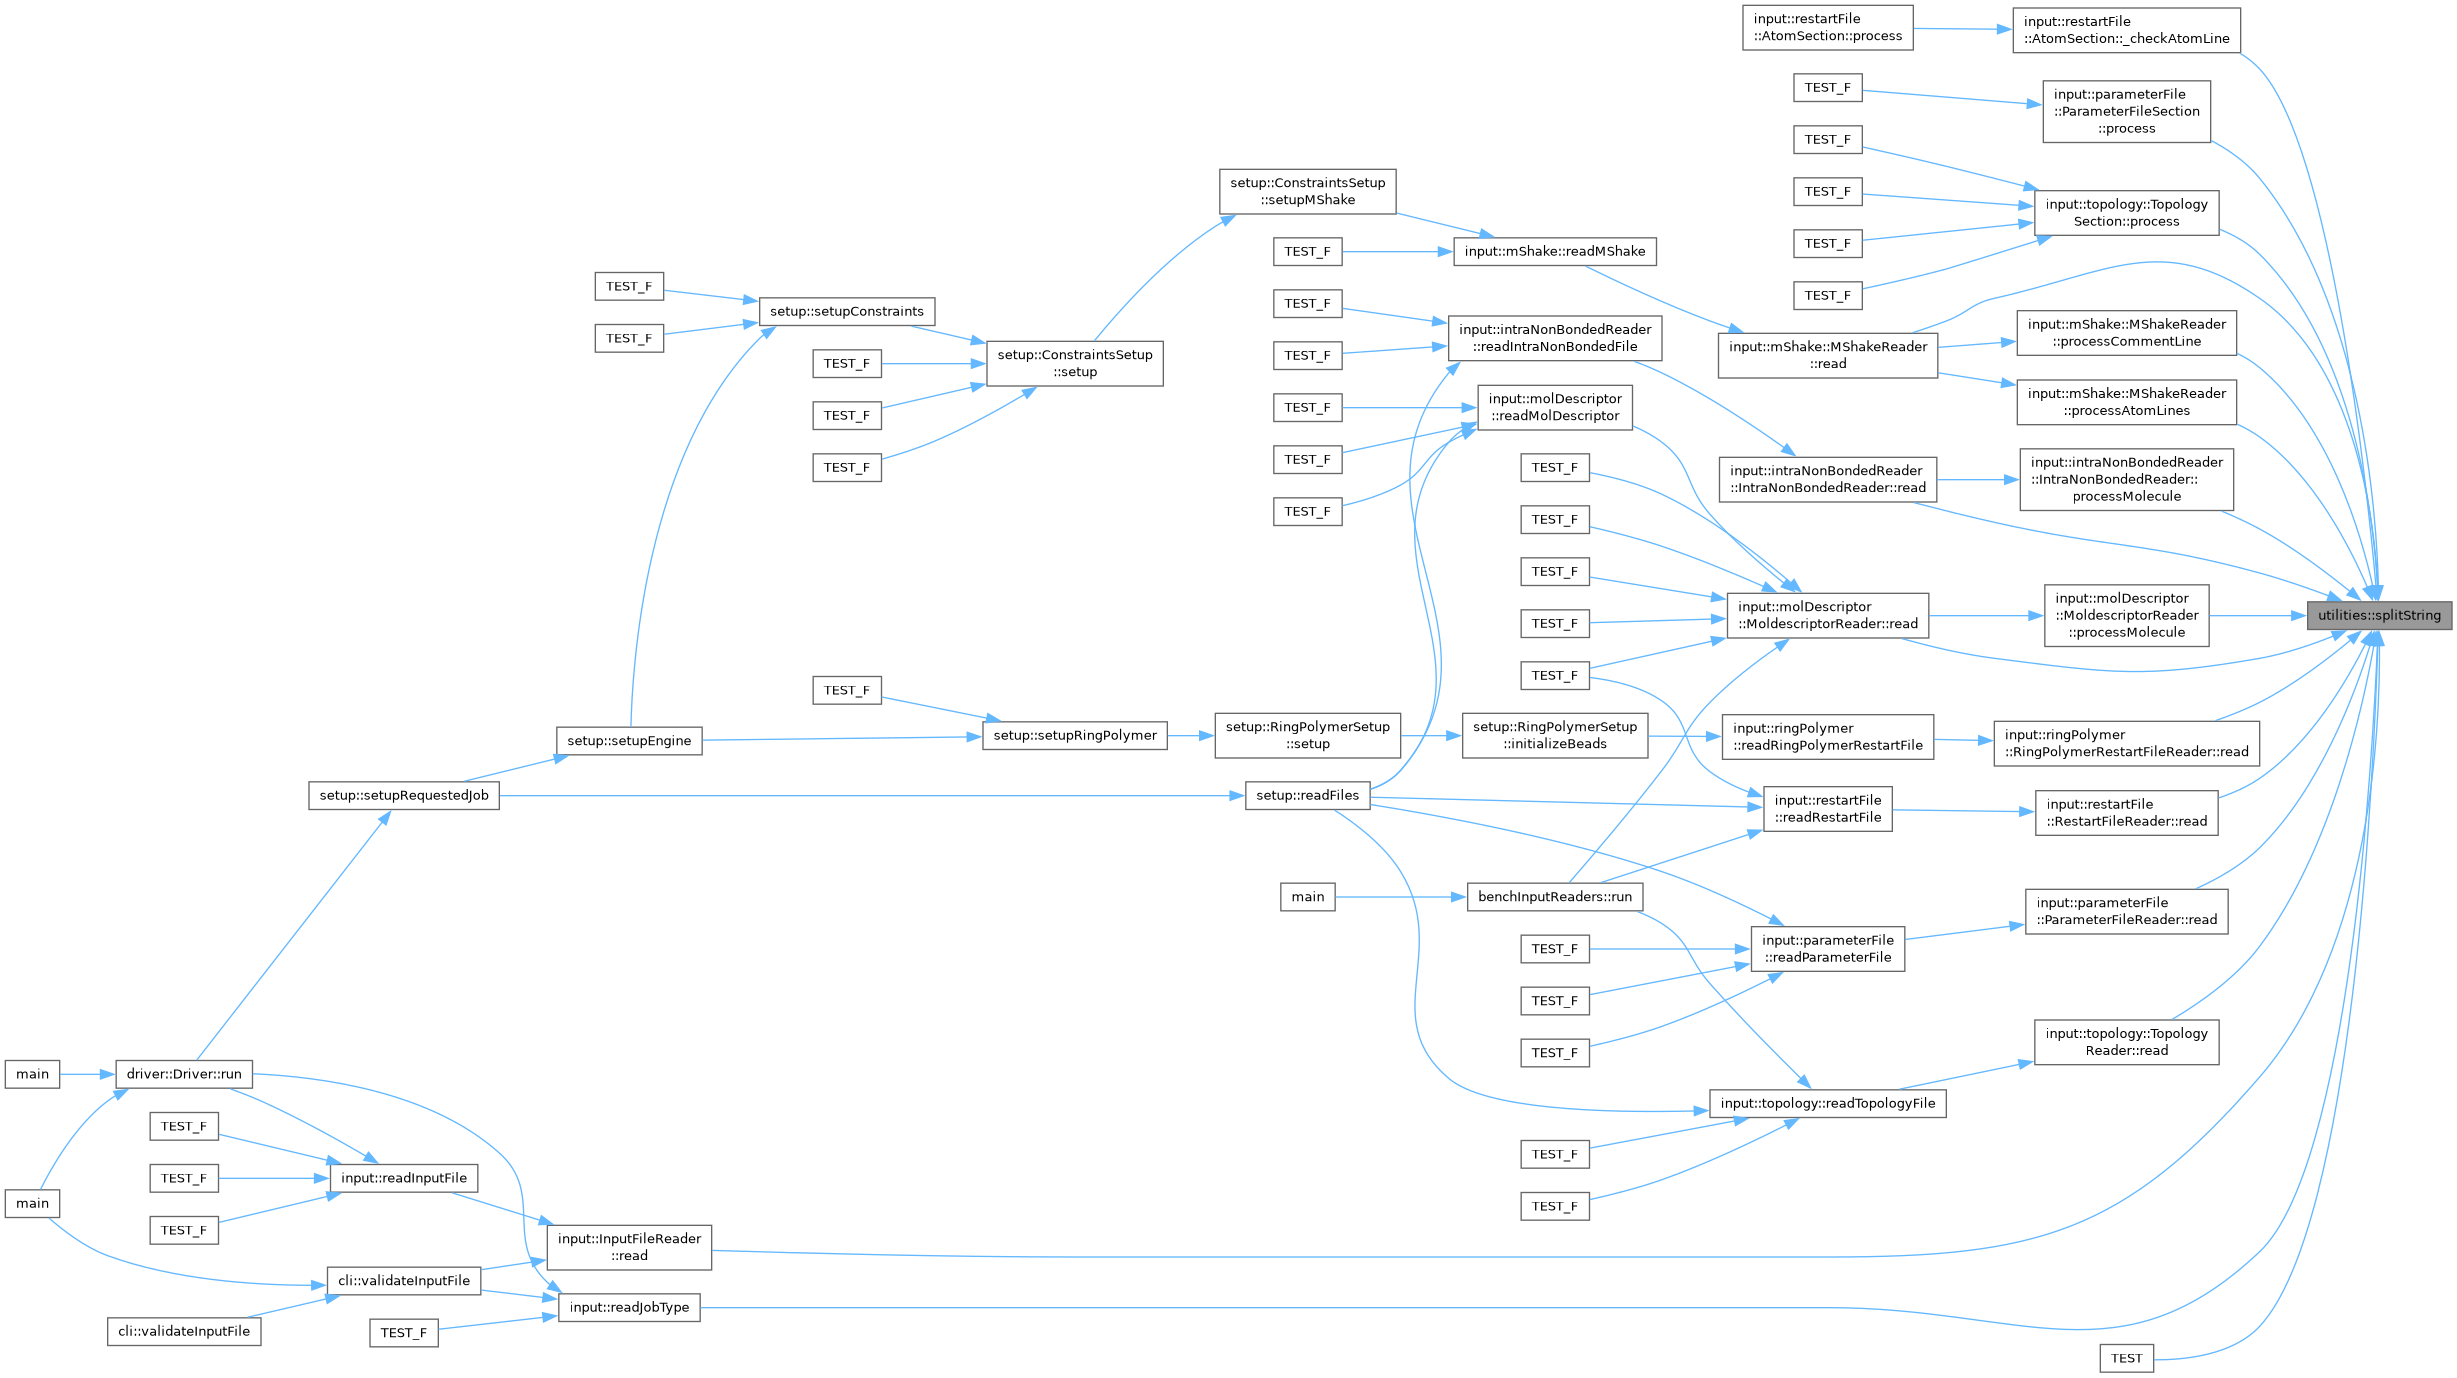 input::restartFile
::AtomSection::process
input::restartFile
::AtomSection::_checkAtomLine
TEST_F
input::parameterFile
::ParameterFileSection
::process
TEST_F
TEST_F
input::topology::Topology
Section::process
TEST_F
TEST_F
setup::ConstraintsSetup
::setupMShake
TEST_F
input::mShake::readMShake
TEST_F
TEST_F
TEST_F
setup::setupConstraints
setup::ConstraintsSetup
::setup
TEST_F
TEST_F
TEST_F
TEST_F
input::intraNonBondedReader
::readIntraNonBondedFile
input::mShake::MShakeReader
::read
input::mShake::MShakeReader
::processCommentLine
input::mShake::MShakeReader
::processAtomLines
TEST_F
TEST_F
TEST_F
input::molDescriptor
::readMolDescriptor
TEST_F
input::intraNonBondedReader
::IntraNonBondedReader::read
input::intraNonBondedReader
::IntraNonBondedReader::
processMolecule
TEST_F
TEST_F
TEST_F
TEST_F
input::molDescriptor
::MoldescriptorReader::read
input::molDescriptor
::MoldescriptorReader
::processMolecule
utilities::splitString
TEST_F
setup::setupEngine
setup::setupRingPolymer
setup::RingPolymerSetup
::setup
setup::RingPolymerSetup
::initializeBeads
input::ringPolymer
::readRingPolymerRestartFile
input::ringPolymer
::RingPolymerRestartFileReader::read
setup::setupRequestedJob
setup::readFiles
input::restartFile
::readRestartFile
input::restartFile
::RestartFileReader::read
main
benchInputReaders::run
input::parameterFile
::ParameterFileReader::read
TEST_F
TEST_F
TEST_F
input::parameterFile
::readParameterFile
input::topology::Topology
Reader::read
main
driver::Driver::run
input::topology::readTopologyFile
TEST_F
TEST_F
TEST_F
TEST_F
TEST_F
input::readInputFile
main
input::InputFileReader
::read
cli::validateInputFile
input::readJobType
cli::validateInputFile
TEST_F
TEST